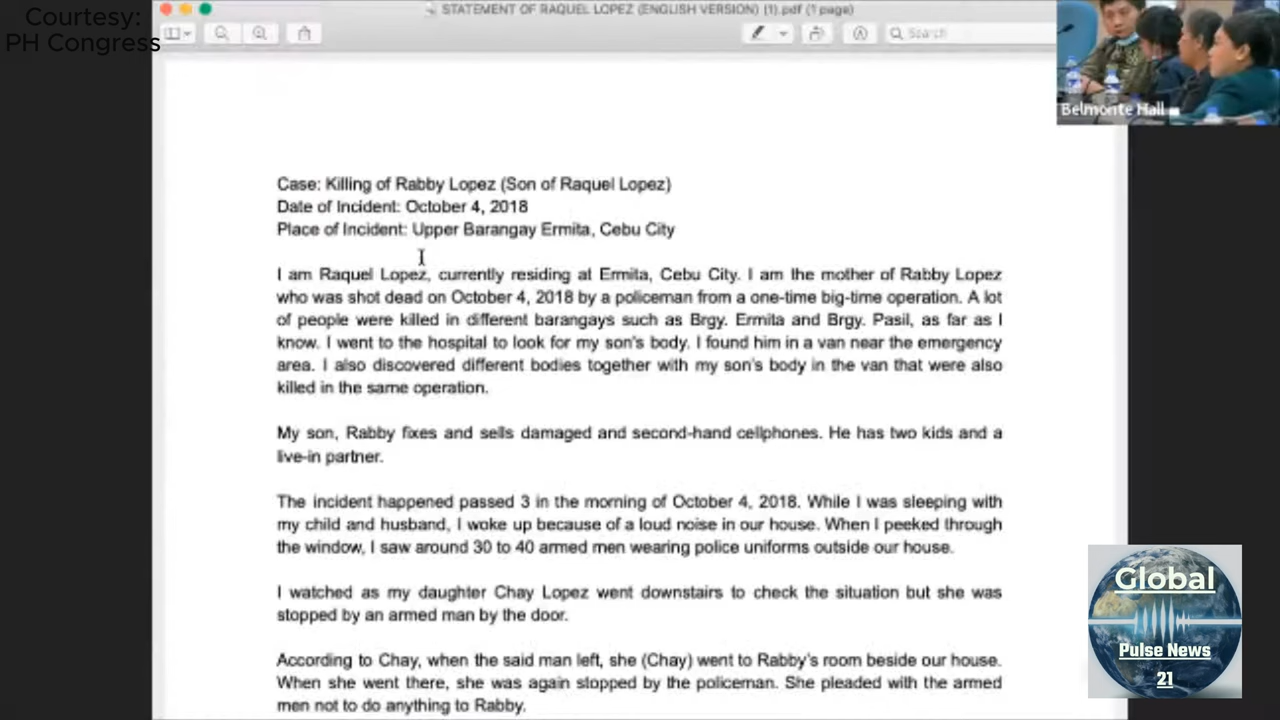 Courtesy:
PH Congress
STATEMENT OF RAQUEL LOPEZ (ENGLISH VERSION) (1).pdf (1 page)
Search
Belmonte Hall
Case: Killing of Rabby Lopez (Son of Raquel Lopez)
Date of Incident: October 4, 2018
Place of Incident: Upper Barangay Ermita, Cebu City
I am Raquel Lopez, currently residing at Ermita, Cebu City. I am the mother of Rabby Lopez
who was shot dead on October 4, 2018 by a policeman from a one-time big-time operation. A lot
of people were killed in different barangays such as Brgy. Ermita and Brgy. Pasil, as far as I
know. I went to the hospital to look for my son's body. I found him in a van near the emergency
area. I also discovered different bodies together with my son's body in the van that were also
killed in the same operation.
My son, Rabby fixes and sells damaged and second-hand cellphones. He has two kids and a
live-in partner.
The incident happened passed 3 in the morning of October 4, 2018. While I was sleeping with
my child and husband, I woke up because of a loud noise in our house. When I peeked through
the window, I saw around 30 to 40 armed men wearing police uniforms outside our house.
I watched as my daughter Chay Lopez went downstairs to check the situation but she was
stopped by an armed man by the door.
According to Chay, when the said man left, she (Chay) went to Rabby's room beside our house.
When she went there, she was again stopped by the policeman. She pleaded with the armed
men not to do anything to Rabby.
Global
Pulse News
21